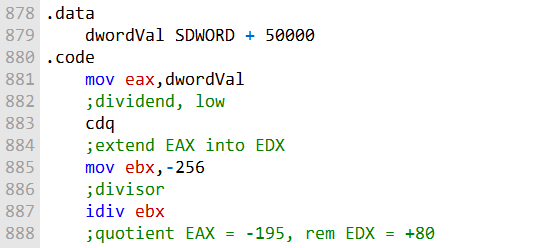 878 .data
879 dwordVal SDWORD + 50000
880 .code
881 mov eax,dwordVal
882 ;dividend, low
883 cdq
884 ;extend EAX into EDX
885 mov ebx,-256
886 ;divisor
887 idiv ebx
888 ;quotient EAX = -195, rem EDX = +80